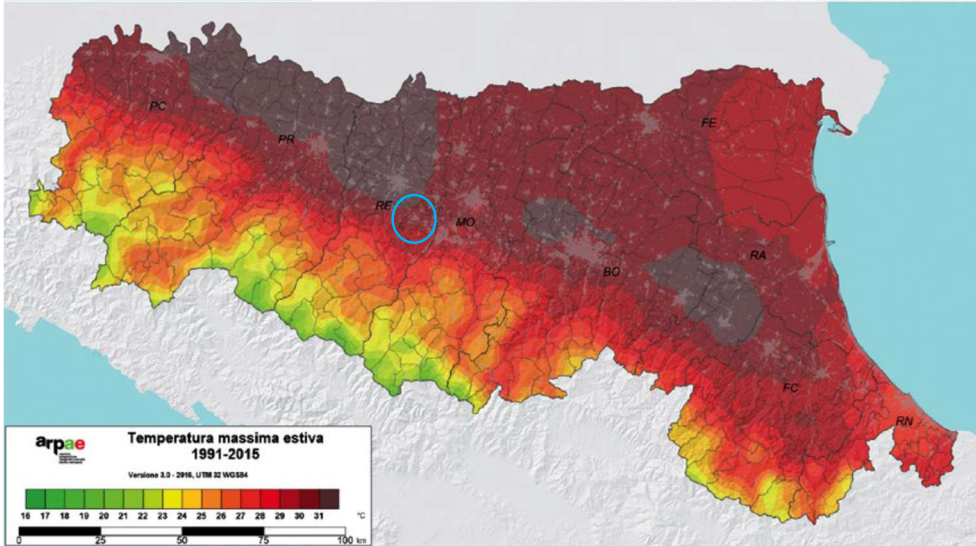 PC
PR
RE
MO
BO
FE
RA
FC
RN
arpae
Temperatura massima estiva
1991-2015
Versione 3.0 - 2016, UTM 32 WGS84
16 17 18 19 20 21 22 23 24 25 26 27 28 29 30 31 °C
0 25 50 75 100 km